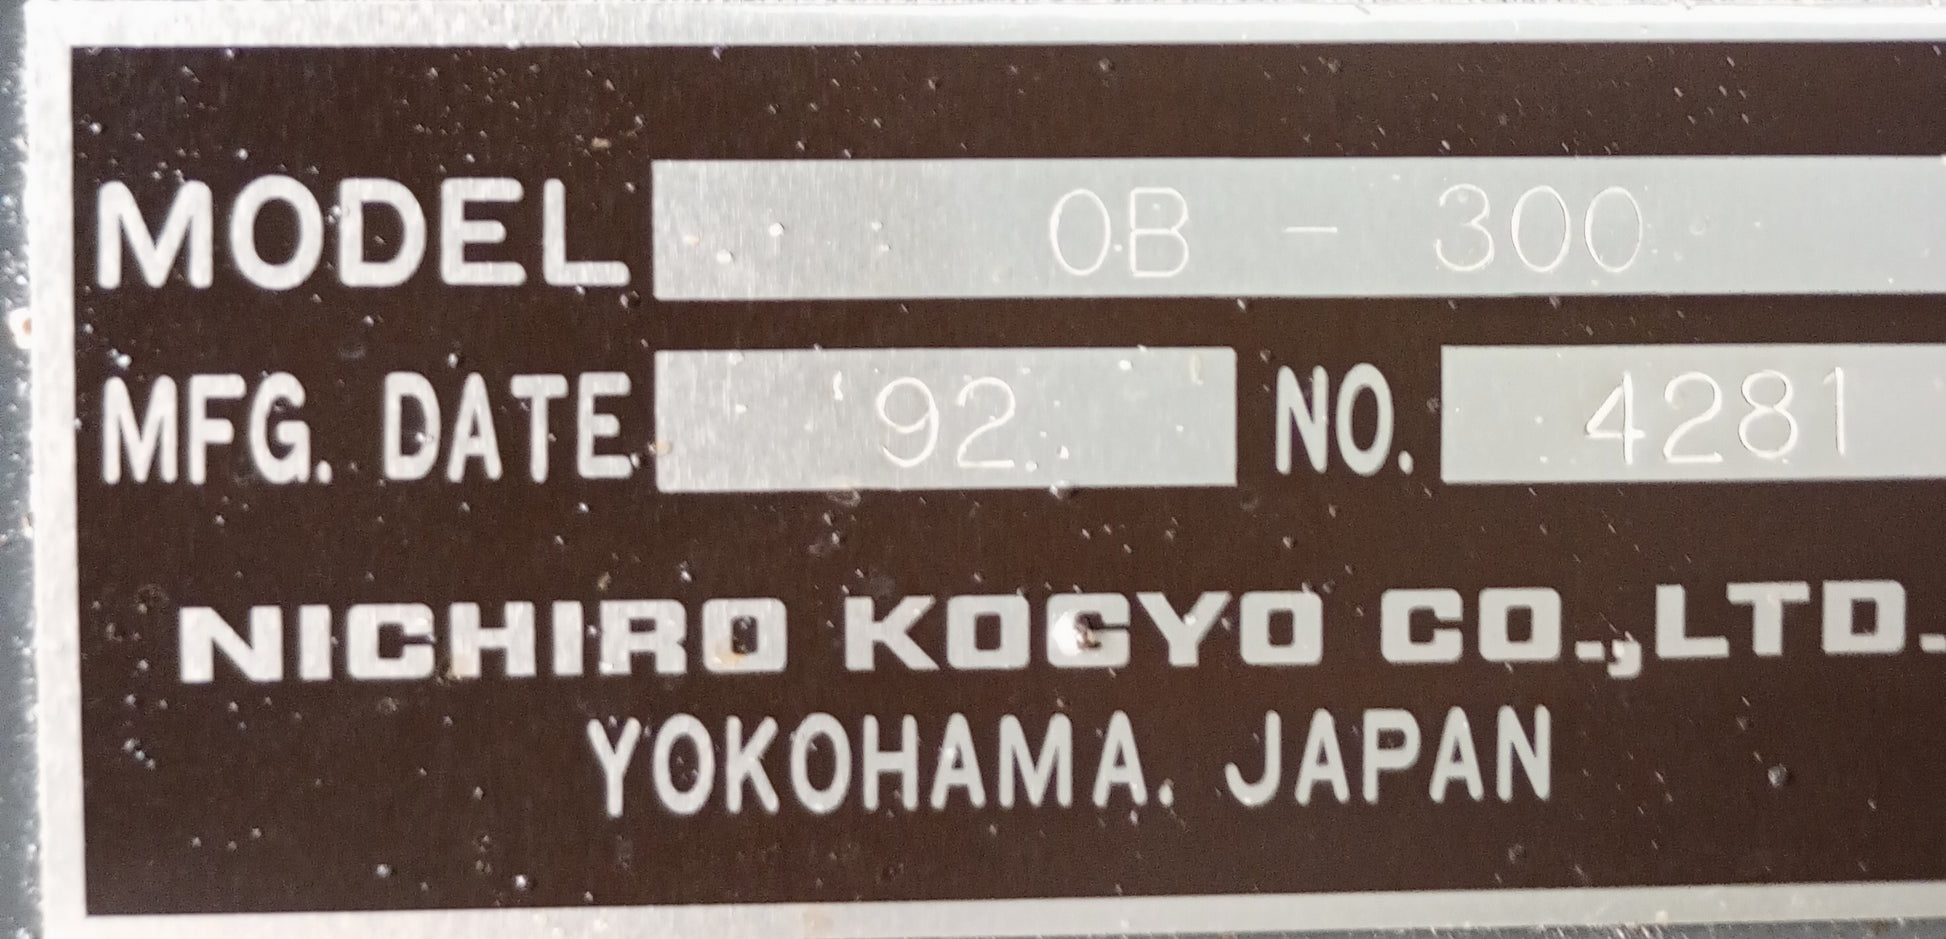 MODEL OB - 300
MFG. DATE '92. NO. 4281
NICHIRO KOGYO CO.,LTD.
YOKOHAMA. JAPAN